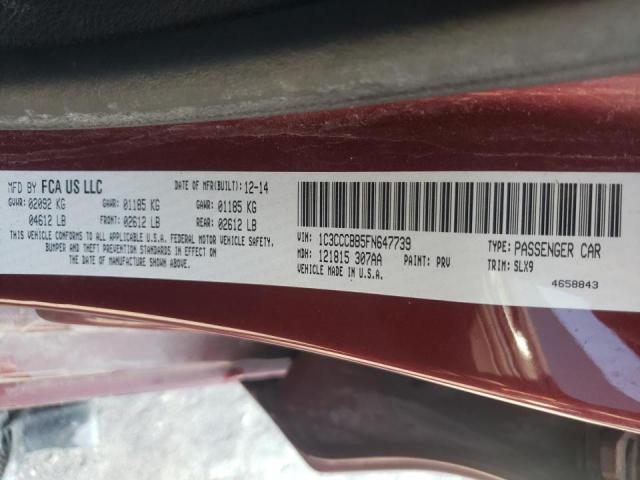 MFD BY FCA US LLC DATE OF MFR(BUILT): 12-14
GVWR: 02092 KG GAWR: 01185 KG GAWR: 01185 KG
04612 LB FRONT: 02612 LB REAR: 02612 LB
THIS VEHICLE CONFORMS TO ALL APPLICABLE U.S.A. FEDERAL MOTOR VEHICLE SAFETY,
BUMPER AND THEFT PREVENTION STANDARDS IN EFFECT ON
THE DATE OF MANUFACTURE SHOWN ABOVE.
VIN: 1C3CCCBB5FN647739 TYPE: PASSENGER CAR
MDH: 121815 307AA PAINT: PRV TRIM: SLX9
VEHICLE MADE IN U.S.A.
4658843